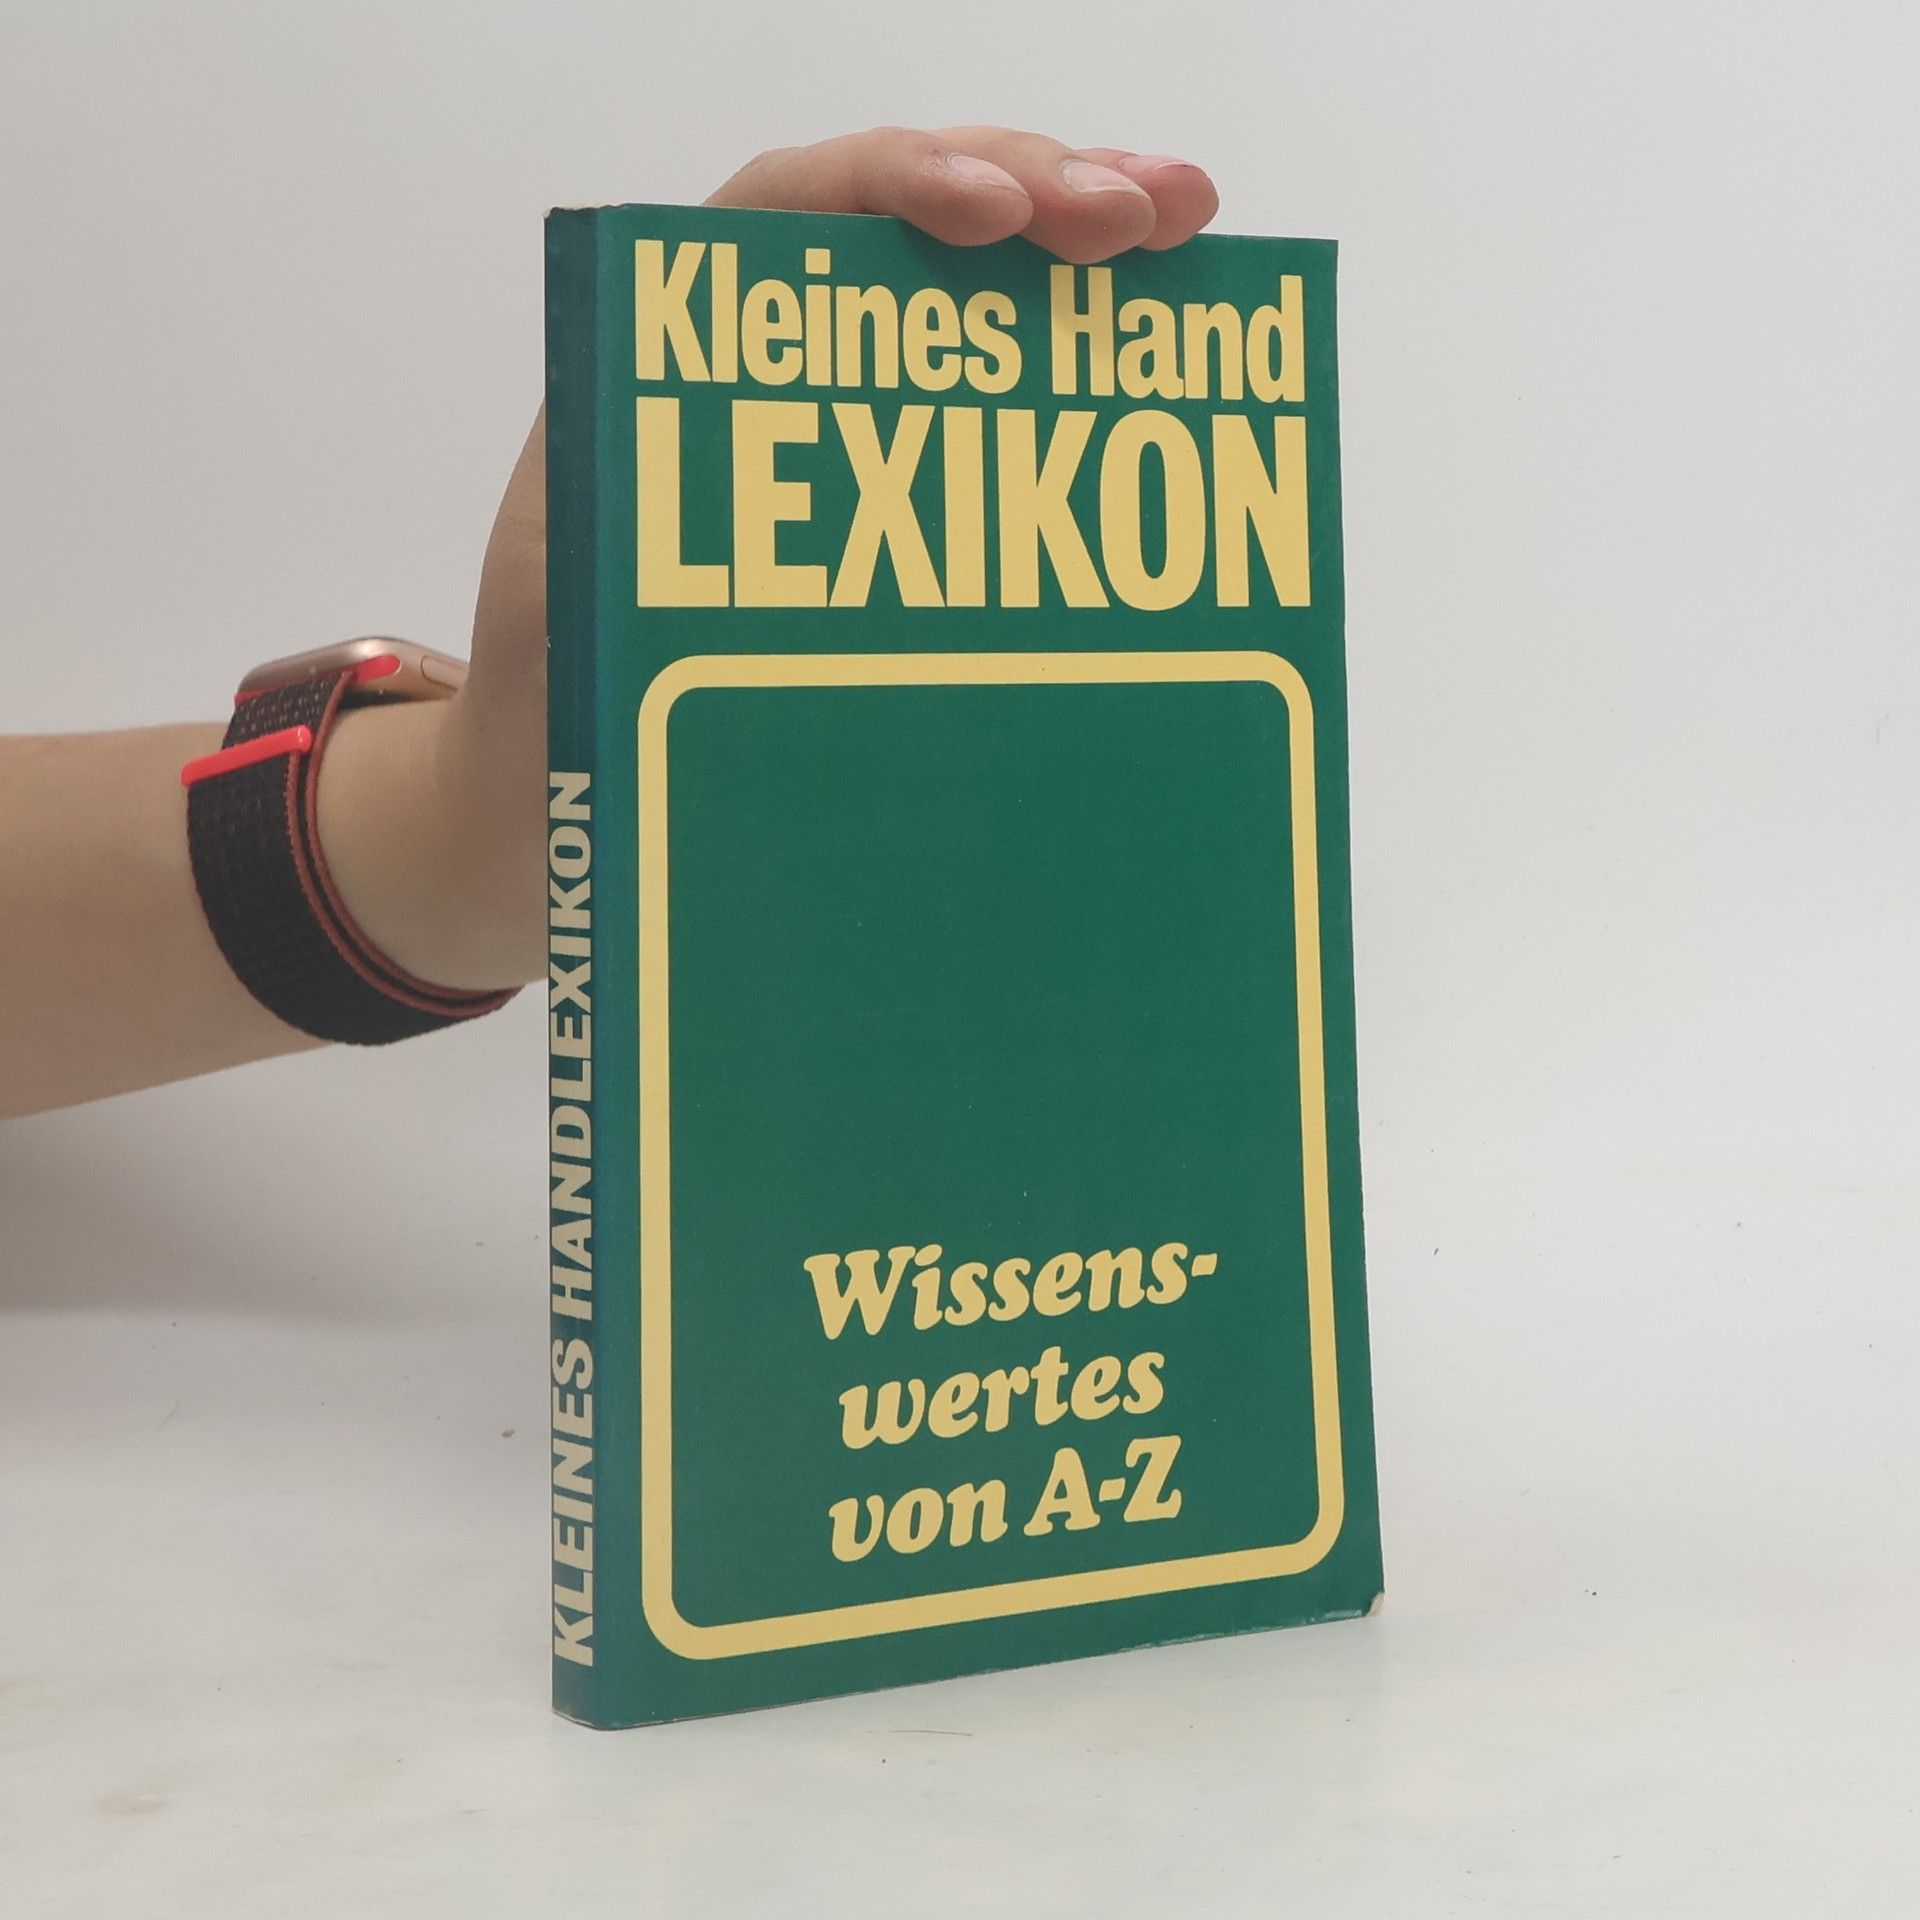 Kleines Hand
LEXIKON
Wissens-
wertes
von A-Z
KLEINES HANDLEXIKON